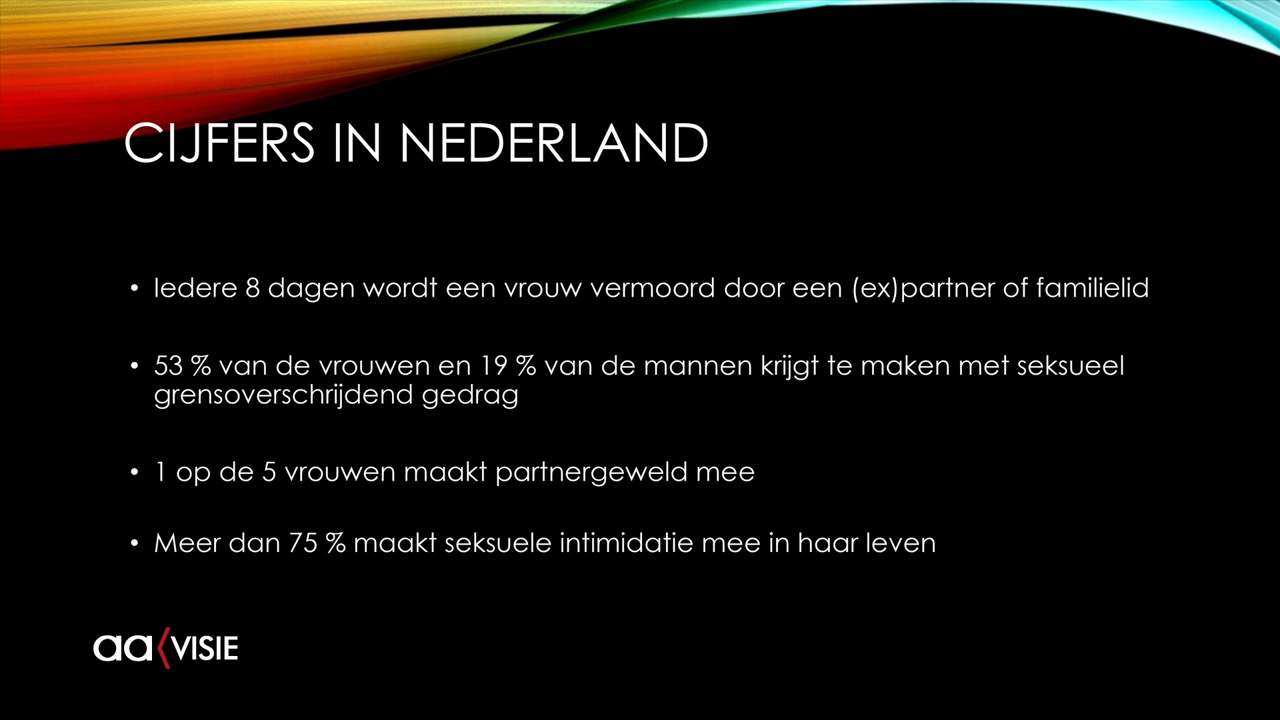 CIJFERS IN NEDERLAND
• Iedere 8 dagen wordt een vrouw vermoord door een (ex)partner of familielid
• 53 % van de vrouwen en 19 % van de mannen krijgt te maken met seksueel
grensoverschrijdend gedrag
• 1 op de 5 vrouwen maakt partnergeweld mee
• Meer dan 75 % maakt seksuele intimidatie mee in haar leven
aa VISIE